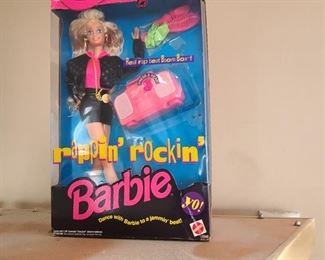 Real rap beat Boom Box!
rappin' rockin'
Barbie
yo!
Dance with Barbie to a jammin' beat!